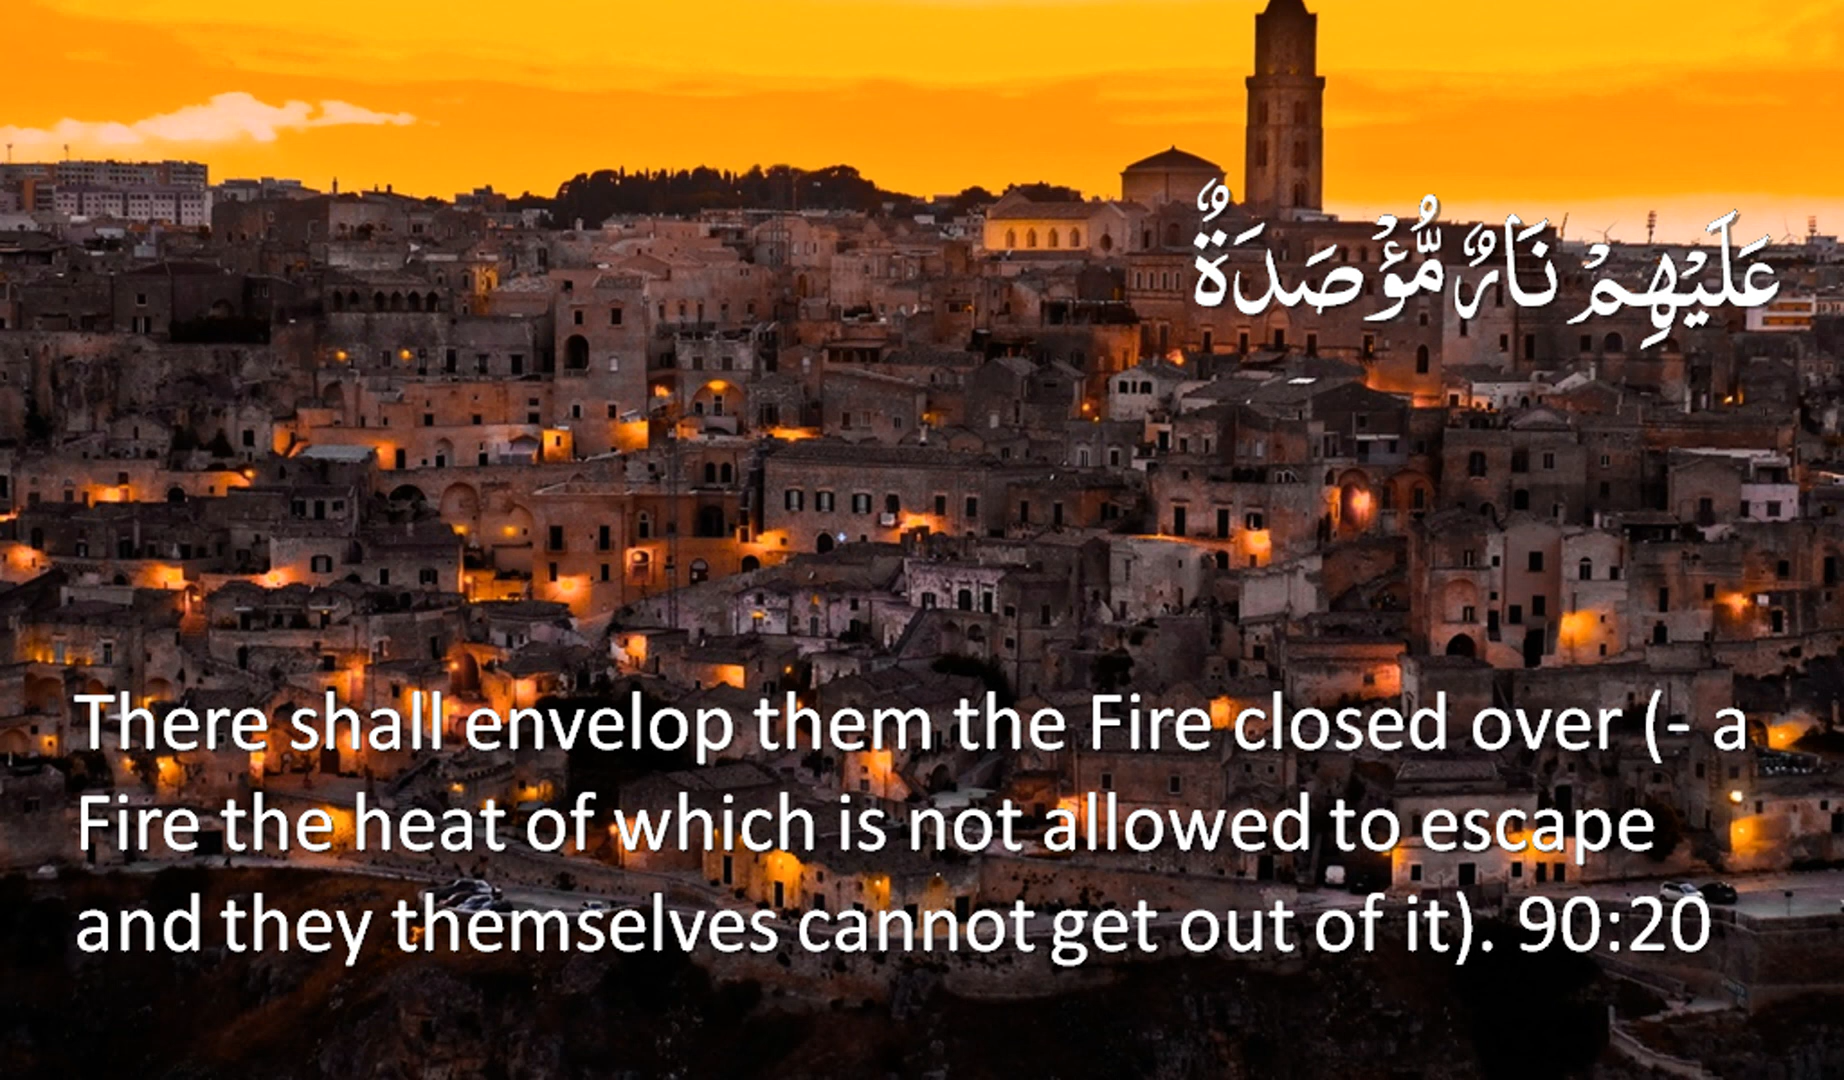 عَلَيْهِمْ نَارٌ مُّؤْصَدَةٌ
There shall envelop them the Fire closed over (- a
Fire the heat of which is not allowed to escape
and they themselves cannot get out of it). 90:20